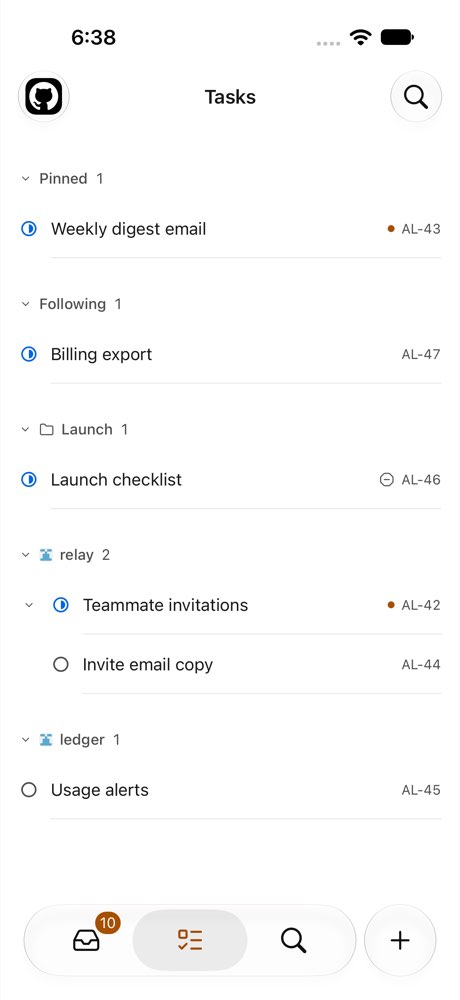 6:38
Tasks
Pinned 1
Weekly digest email AL-43
Following 1
Billing export AL-47
Launch 1
Launch checklist AL-46
relay 2
Teammate invitations AL-42
Invite email copy AL-44
ledger 1
Usage alerts AL-45
10